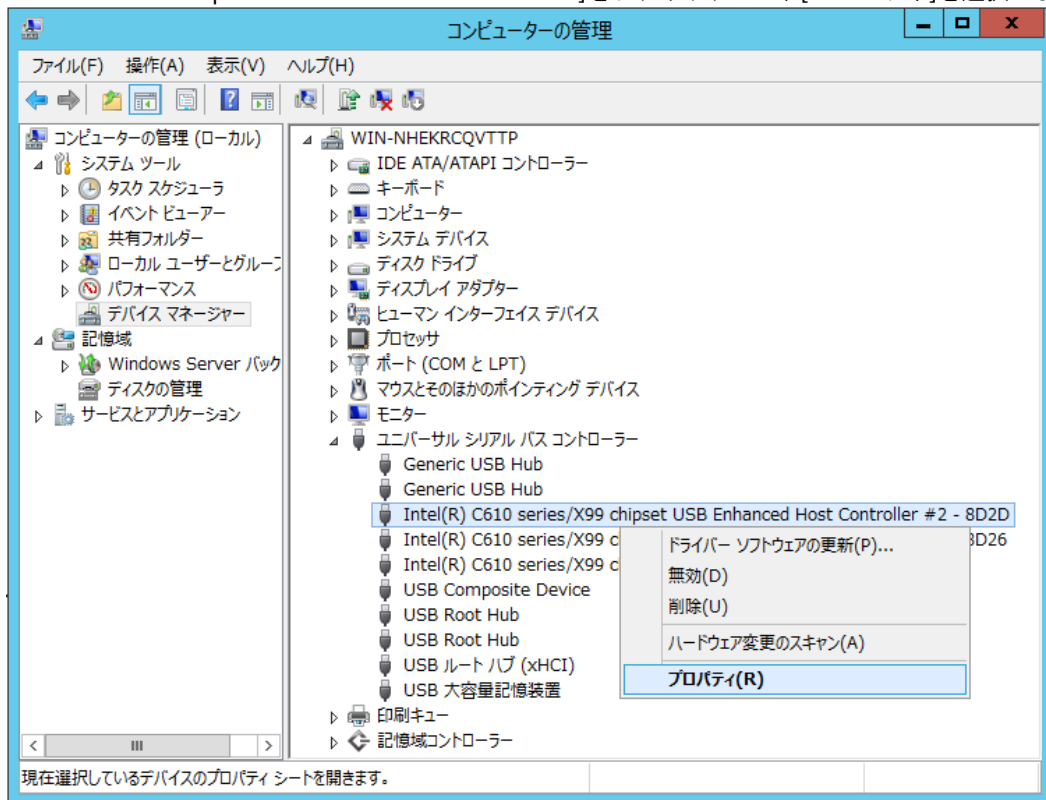 コンピューターの管理
ファイル(F) 操作(A) 表示(V) ヘルプ(H)
コンピューターの管理 (ローカル)
システム ツール
タスク スケジューラ
イベント ビューアー
共有フォルダー
ローカル ユーザーとグループ
パフォーマンス
デバイス マネージャー
記憶域
Windows Server バック
ディスクの管理
サービスとアプリケーション
WIN-NHEKRCQVTTP
IDE ATA/ATAPI コントローラー
キーボード
コンピューター
システム デバイス
ディスク ドライブ
ディスプレイ アダプター
ヒューマン インターフェイス デバイス
プロセッサ
ポート (COM と LPT)
マウスとそのほかのポインティング デバイス
モニター
ユニバーサル シリアル バス コントローラー
Generic USB Hub
Generic USB Hub
Intel(R) C610 series/X99 chipset USB Enhanced Host Controller #2 - 8D2D
Intel(R) C610 series/X99 c 8D26
Intel(R) C610 series/X99 c
USB Composite Device
USB Root Hub
USB Root Hub
USB ルート ハブ (xHCI)
USB 大容量記憶装置
印刷キュー
記憶域コントローラー
ドライバー ソフトウェアの更新(P)...
無効(D)
削除(U)
ハードウェア変更のスキャン(A)
プロパティ(R)
現在選択しているデバイスのプロパティ シートを開きます。